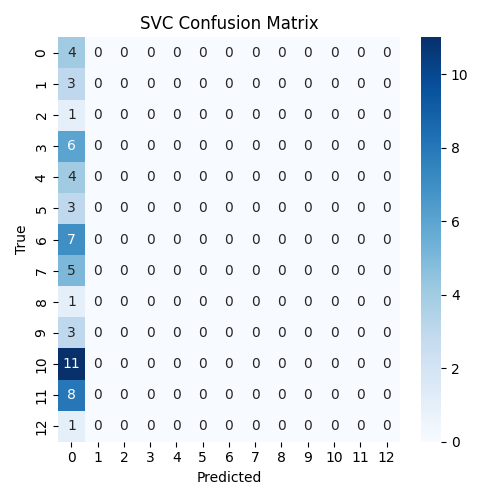 SVC Confusion Matrix
0 4 0 0 0 0 0 0 0 0 0 0 0 0
1 3 0 0 0 0 0 0 0 0 0 0 0 0
2 1 0 0 0 0 0 0 0 0 0 0 0 0
3 6 0 0 0 0 0 0 0 0 0 0 0 0
4 4 0 0 0 0 0 0 0 0 0 0 0 0
5 3 0 0 0 0 0 0 0 0 0 0 0 0
6 7 0 0 0 0 0 0 0 0 0 0 0 0
7 5 0 0 0 0 0 0 0 0 0 0 0 0
8 1 0 0 0 0 0 0 0 0 0 0 0 0
9 3 0 0 0 0 0 0 0 0 0 0 0 0
10 11 0 0 0 0 0 0 0 0 0 0 0 0
11 8 0 0 0 0 0 0 0 0 0 0 0 0
12 1 0 0 0 0 0 0 0 0 0 0 0 0
0 1 2 3 4 5 6 7 8 9 10 11 12
Predicted
True
10
8
6
4
2
0